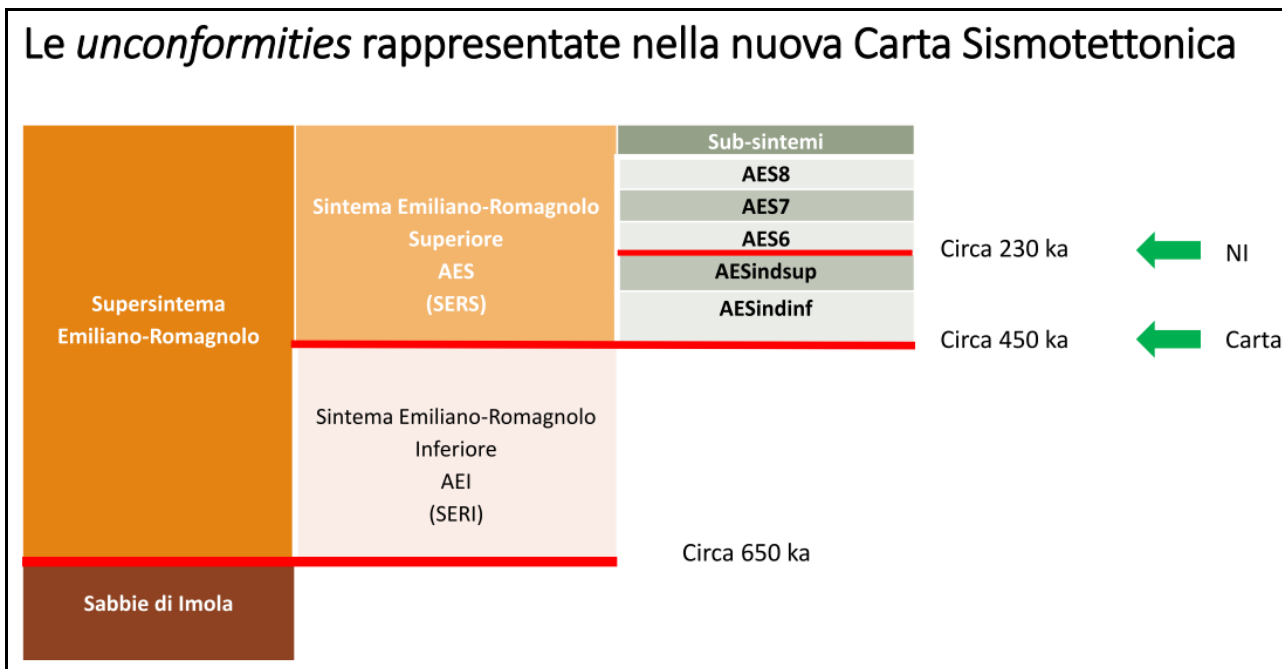 Le unconformities rappresentate nella nuova Carta Sismotettonica
Supersintema
Emiliano-Romagnolo
Sabbie di Imola
Sintema Emiliano-Romagnolo
Superiore
AES
(SERS)
Sintema Emiliano-Romagnolo
Inferiore
AEI
(SERI)
Sub-sintemi
AES8
AES7
AES6
AESindsup
AESindinf
Circa 230 ka
NI
Circa 450 ka
Carta
Circa 650 ka